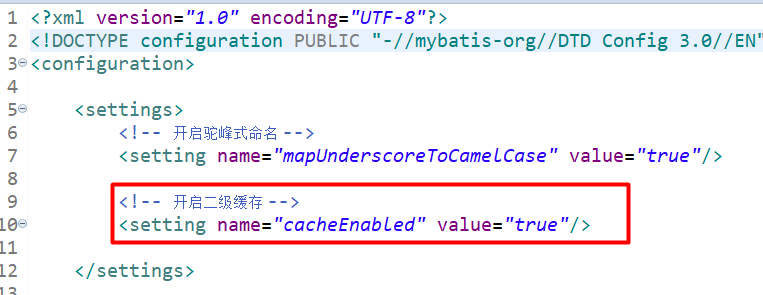 1 <?xml version="1.0" encoding="UTF-8"?>
2 <!DOCTYPE configuration PUBLIC "-//mybatis.org//DTD Config 3.0//EN"
3 <configuration>
4
5 <settings>
6 <!-- 开启驼峰式命名 -->
7 <setting name="mapUnderscoreToCamelCase" value="true"/>
8
9 <!-- 开启二级缓存 -->
10 <setting name="cacheEnabled" value="true"/>
11
12 </settings>
13